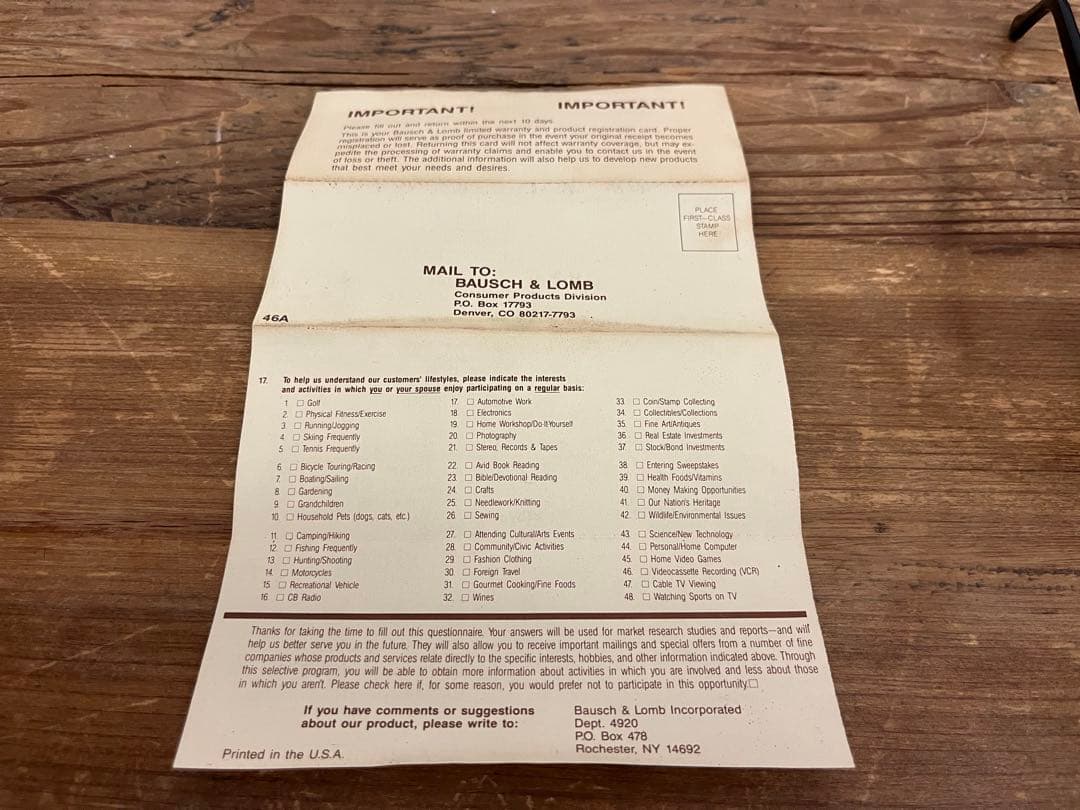 IMPORTANT! IMPORTANT!
Please fill out and return within the next 10 days.
This is your Bausch & Lomb limited warranty and product registration card. Proper
registration will serve as proof of purchase in the event your original receipt becomes
misplaced or lost. Returning this card will not affect warranty coverage, but may ex-
pedite the processing of warranty claims and enable you to contact us in the event
of loss or theft. The additional information will also help us to develop new products
that best meet your needs and desires.
PLACE
FIRST-CLASS
STAMP
HERE
MAIL TO:
BAUSCH & LOMB
Consumer Products Division
P.O. Box 17793
Denver, CO 80217-7793
46A
17. To help us understand our customers' lifestyles, please indicate the interests
and activities in which you or your spouse enjoy participating on a regular basis:
1 ☐ Golf
2. ☐ Physical Fitness/Exercise
3 ☐ Running/Jogging
4 ☐ Skiing Frequently
5. ☐ Tennis Frequently
6. ☐ Bicycle Touring/Racing
7. ☐ Boating/Sailing
8. ☐ Gardening
9. ☐ Grandchildren
10. ☐ Household Pets (dogs, cats, etc.)
11. ☐ Camping/Hiking
12. ☐ Fishing Frequently
13. ☐ Hunting/Shooting
14. ☐ Motorcycles
15. ☐ Recreational Vehicle
16. ☐ CB Radio
17. ☐ Automotive Work
18. ☐ Electronics
19. ☐ Home Workshop/Do-It-Yourself
20. ☐ Photography
21. ☐ Stereo, Records & Tapes
22. ☐ Avid Book Reading
23. ☐ Bible/Devotional Reading
24. ☐ Crafts
25. ☐ Needlework/Knitting
26. ☐ Sewing
27. ☐ Attending Cultural/Arts Events
28. ☐ Community/Civic Activities
29. ☐ Fashion Clothing
30. ☐ Foreign Travel
31. ☐ Gourmet Cooking/Fine Foods
32. ☐ Wines
33. ☐ Coin/Stamp Collecting
34. ☐ Collectibles/Collections
35. ☐ Fine Art/Antiques
36. ☐ Real Estate Investments
37. ☐ Stock/Bond Investments
38. ☐ Entering Sweepstakes
39. ☐ Health Foods/Vitamins
40. ☐ Money Making Opportunities
41. ☐ Our Nation's Heritage
42. ☐ Wildlife/Environmental Issues
43. ☐ Science/New Technology
44. ☐ Personal/Home Computer
45. ☐ Home Video Games
46. ☐ Videocassette Recording (VCR)
47. ☐ Cable TV Viewing
48. ☐ Watching Sports on TV
Thanks for taking the time to fill out this questionnaire. Your answers will be used for market research studies and reports—and will
help us better serve you in the future. They will also allow you to receive important mailings and special offers from a number of fine
companies whose products and services relate directly to the specific interests, hobbies, and other information indicated above. Through
this selective program, you will be able to obtain more information about activities in which you are involved and less about those
in which you aren't. Please check here if, for some reason, you would prefer not to participate in this opportunity.☐
If you have comments or suggestions
about our product, please write to:
Bausch & Lomb Incorporated
Dept. 4920
P.O. Box 478
Rochester, NY 14692
Printed in the U.S.A.